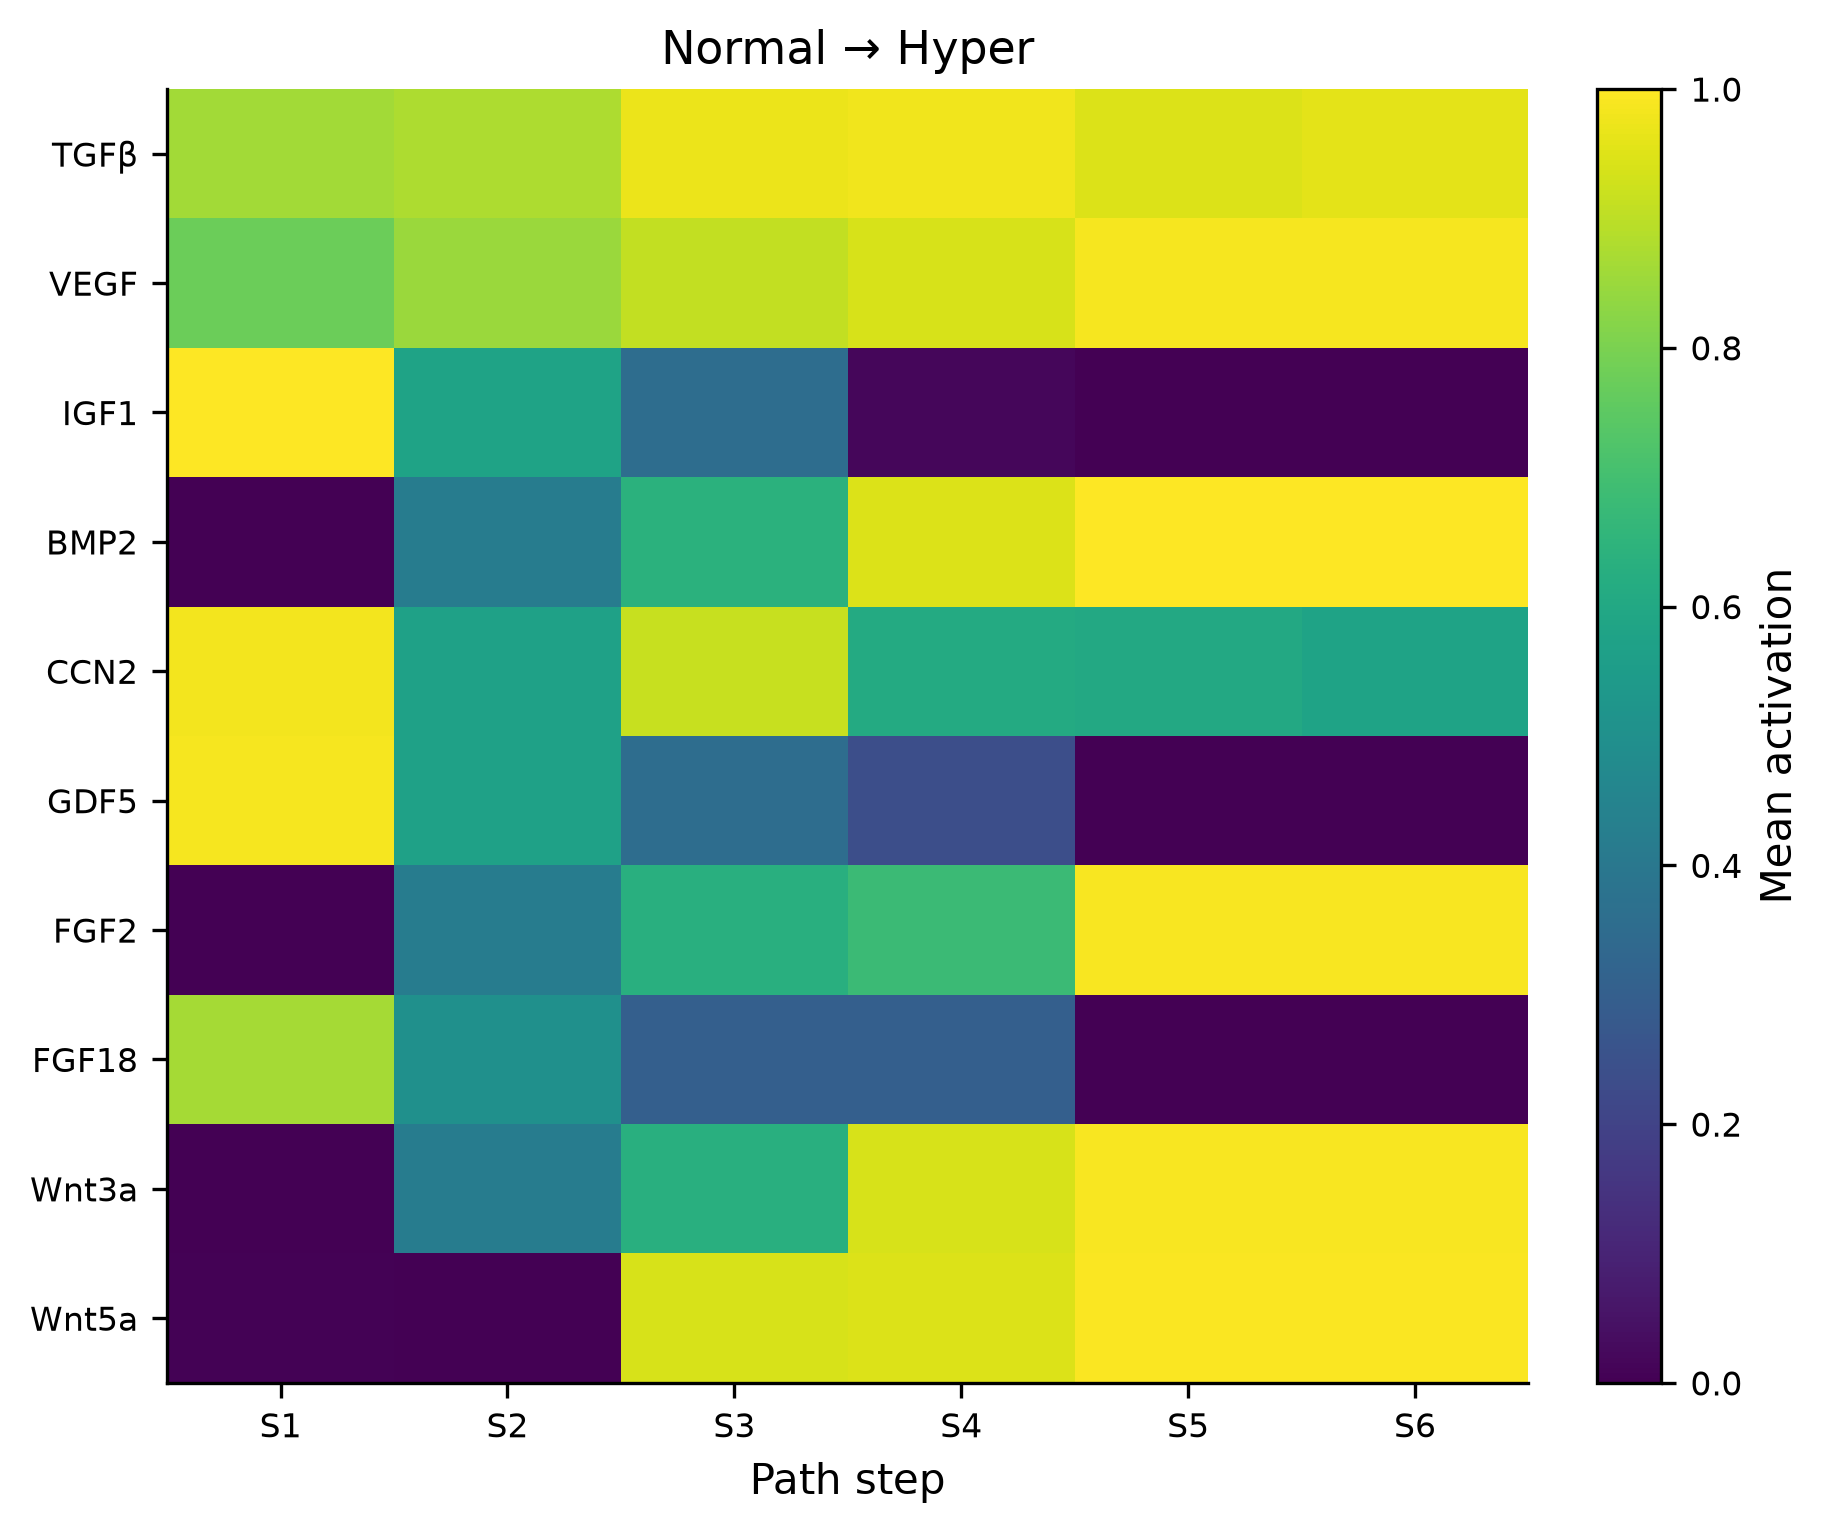 Normal → Hyper
TGFβ
VEGF
IGF1
BMP2
CCN2
GDF5
FGF2
FGF18
Wnt3a
Wnt5a
S1 S2 S3 S4 S5 S6
Path step
1.0
0.8
0.6
0.4
0.2
0.0
Mean activation